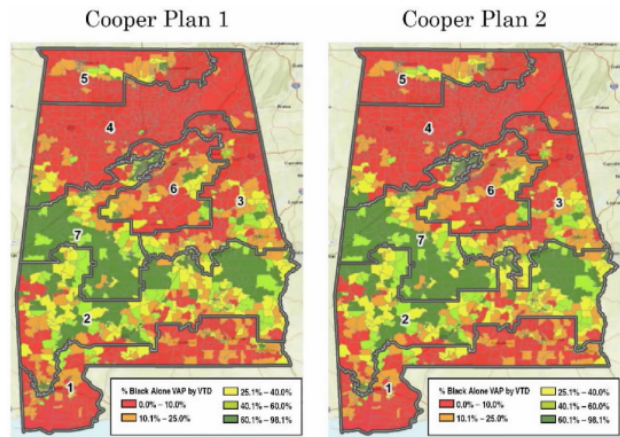 Cooper Plan 1
Cooper Plan 2
5
4
6
3
7
2
1
% Black Alone VAP by VTD
0.0% - 10.0%
10.1% - 25.0%
25.1% - 40.0%
40.1% - 60.0%
60.1% - 98.1%
5
4
6
3
7
2
1
% Black Alone VAP by VTD
0.0% - 10.0%
10.1% - 25.0%
25.1% - 40.0%
40.1% - 60.0%
60.1% - 98.1%